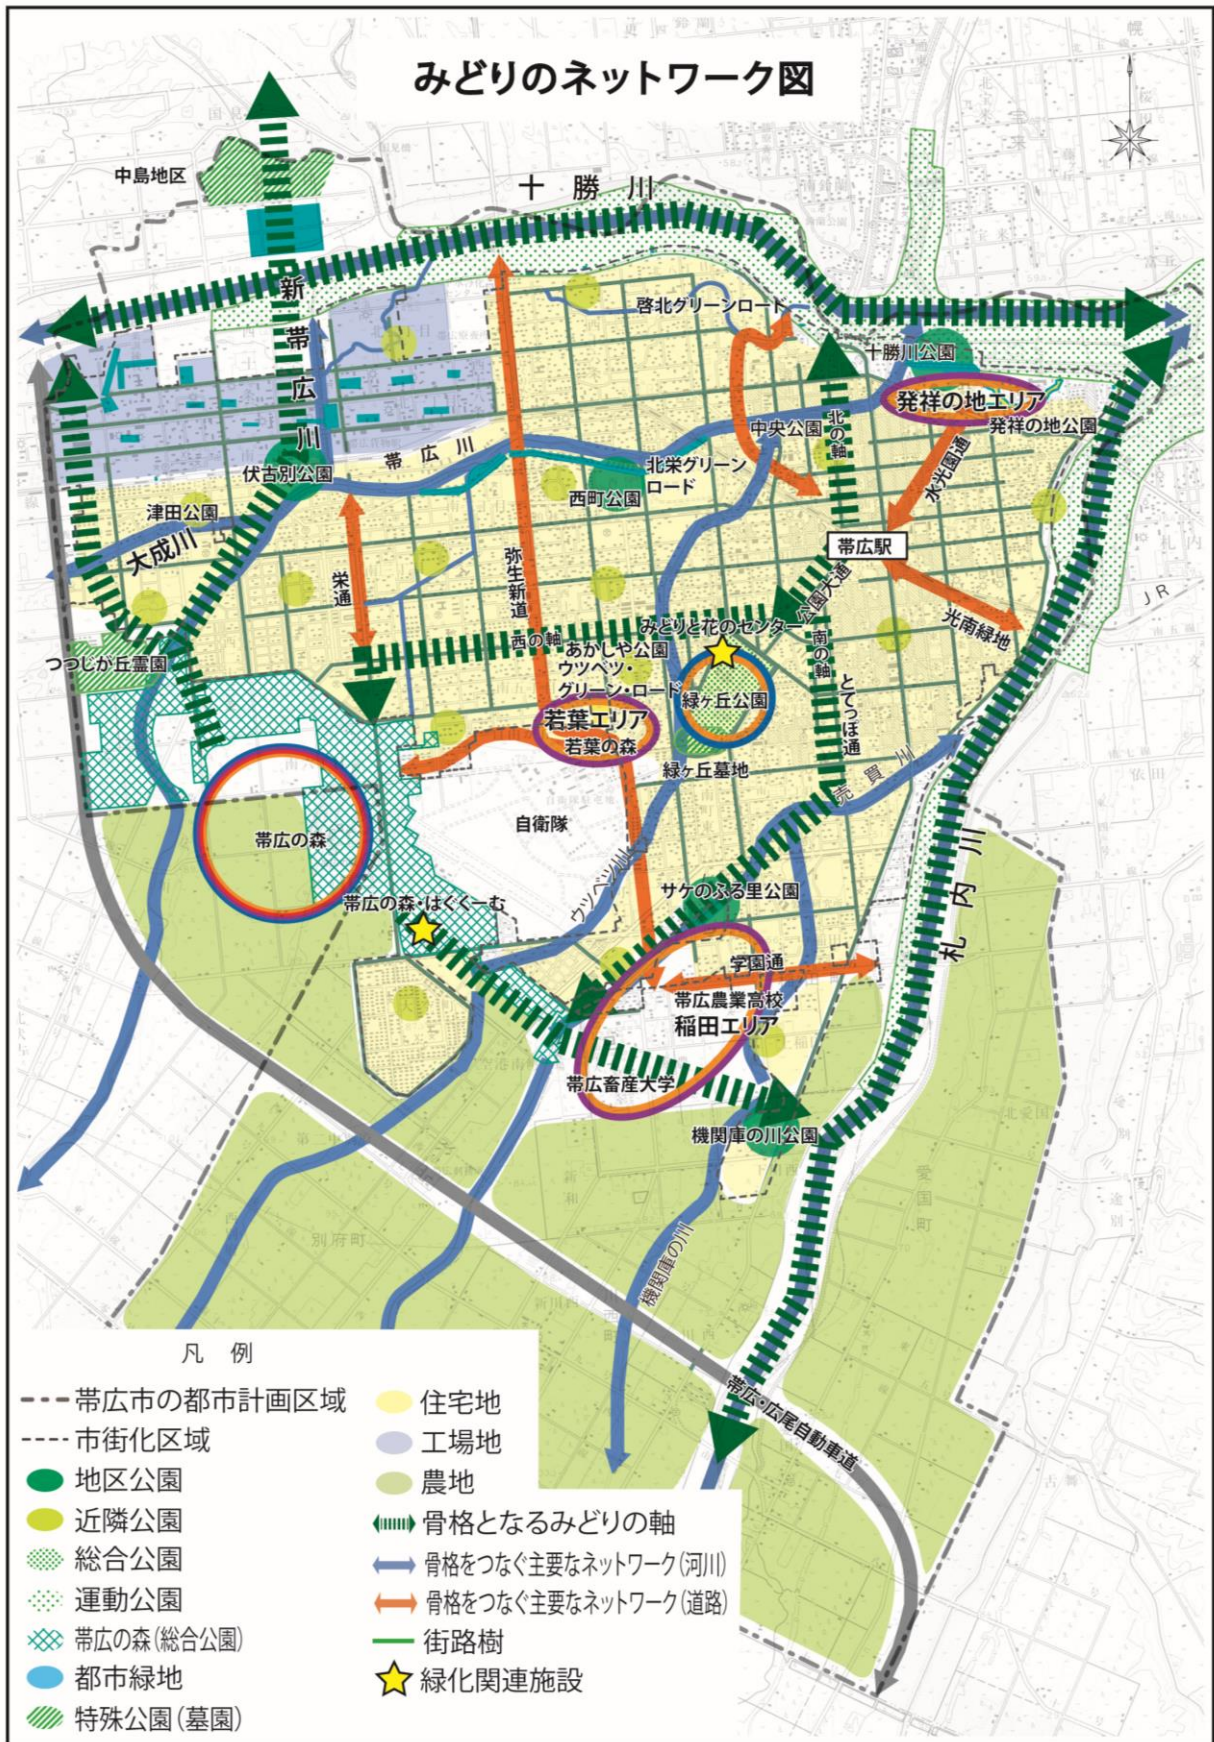 みどりのネットワーク図
中島地区
十勝川
新帯広川
啓北グリーンロード
十勝川公園
発祥の地エリア
発祥の地公園
中央公園
北の軸
水光園通
帯広川
伏古別公園
北栄グリーン
ロード
西町公園
津田公園
大成川
帯広駅
栄通
弥生新道
公園大通
光南緑地
JR
札内
西の軸
みどりと花のセンター
南の軸
あかしや公園
ウツベツ・
グリーン・ロード
つつじが丘霊園
緑ヶ丘公園
とてっぽ通
若葉エリア
若葉の森
緑ヶ丘墓地
売買川
依田
自衛隊
帯広の森
ウツベツ川
サケのふる里公園
帯広の森・はぐくーむ
札内川
学園通
帯広農業高校
稲田エリア
帯広畜産大学
機関庫の川公園
北愛国
愛国町
別府町
機関庫の川
帯広・広尾自動車道
凡 例
帯広市の都市計画区域
市街化区域
地区公園
近隣公園
総合公園
運動公園
帯広の森(総合公園)
都市緑地
特殊公園(墓園)
住宅地
工場地
農地
骨格となるみどりの軸
骨格をつなぐ主要なネットワーク(河川)
骨格をつなぐ主要なネットワーク(道路)
街路樹
緑化関連施設